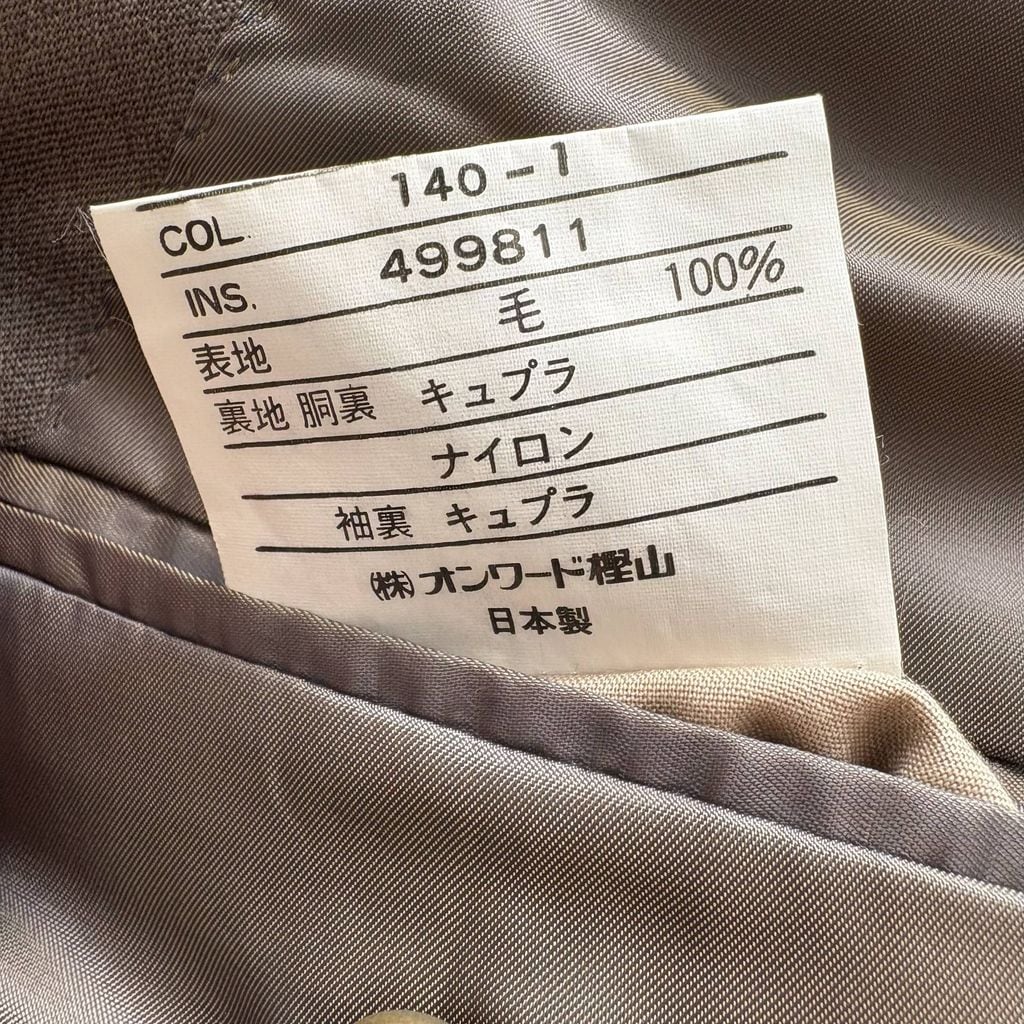 COL. 140-1
INS. 499811
表地 毛 100%
裏地 胴裏 キュプラ
ナイロン
袖裏 キュプラ
㈱オンワード樫山
日本製